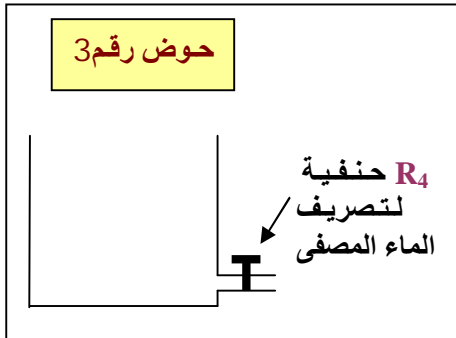 حوض رقم3
R₄ حنفية
لتصريف
الماء المصفى